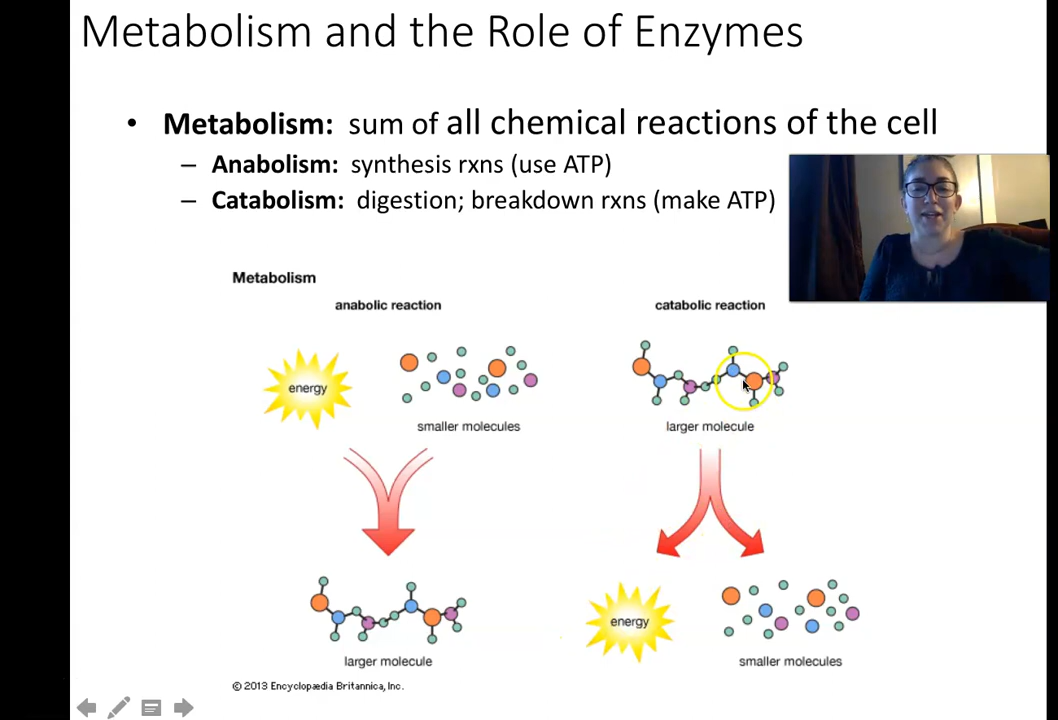 Metabolism and the Role of Enzymes
• Metabolism: sum of all chemical reactions of the cell
– Anabolism: synthesis rxns (use ATP)
– Catabolism: digestion; breakdown rxns (make ATP)
Metabolism
anabolic reaction
catabolic reaction
energy
smaller molecules
larger molecule
larger molecule
energy
smaller molecules
© 2013 Encyclopædia Britannica, Inc.